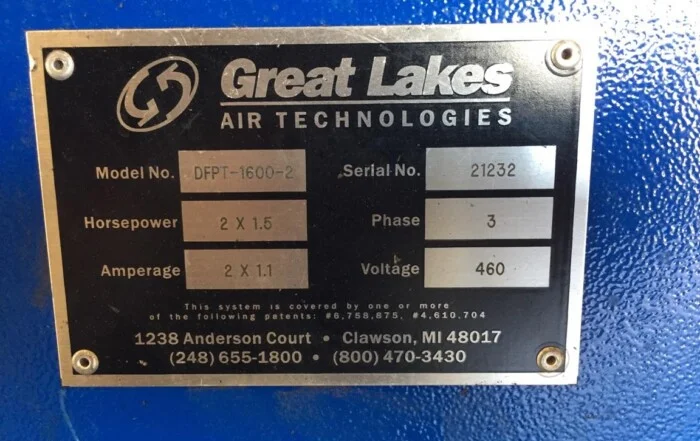 Great Lakes
AIR TECHNOLOGIES
Model No. DFPT-1600-2 Serial No. 21232
Horsepower 2 X 1.5 Phase 3
Amperage 2 X 1.1 Voltage 460
This system is covered by one or more
of the following patents: #6,758,875, #4,610,704
1238 Anderson Court • Clawson, MI 48017
(248) 655-1800 • (800) 470-3430